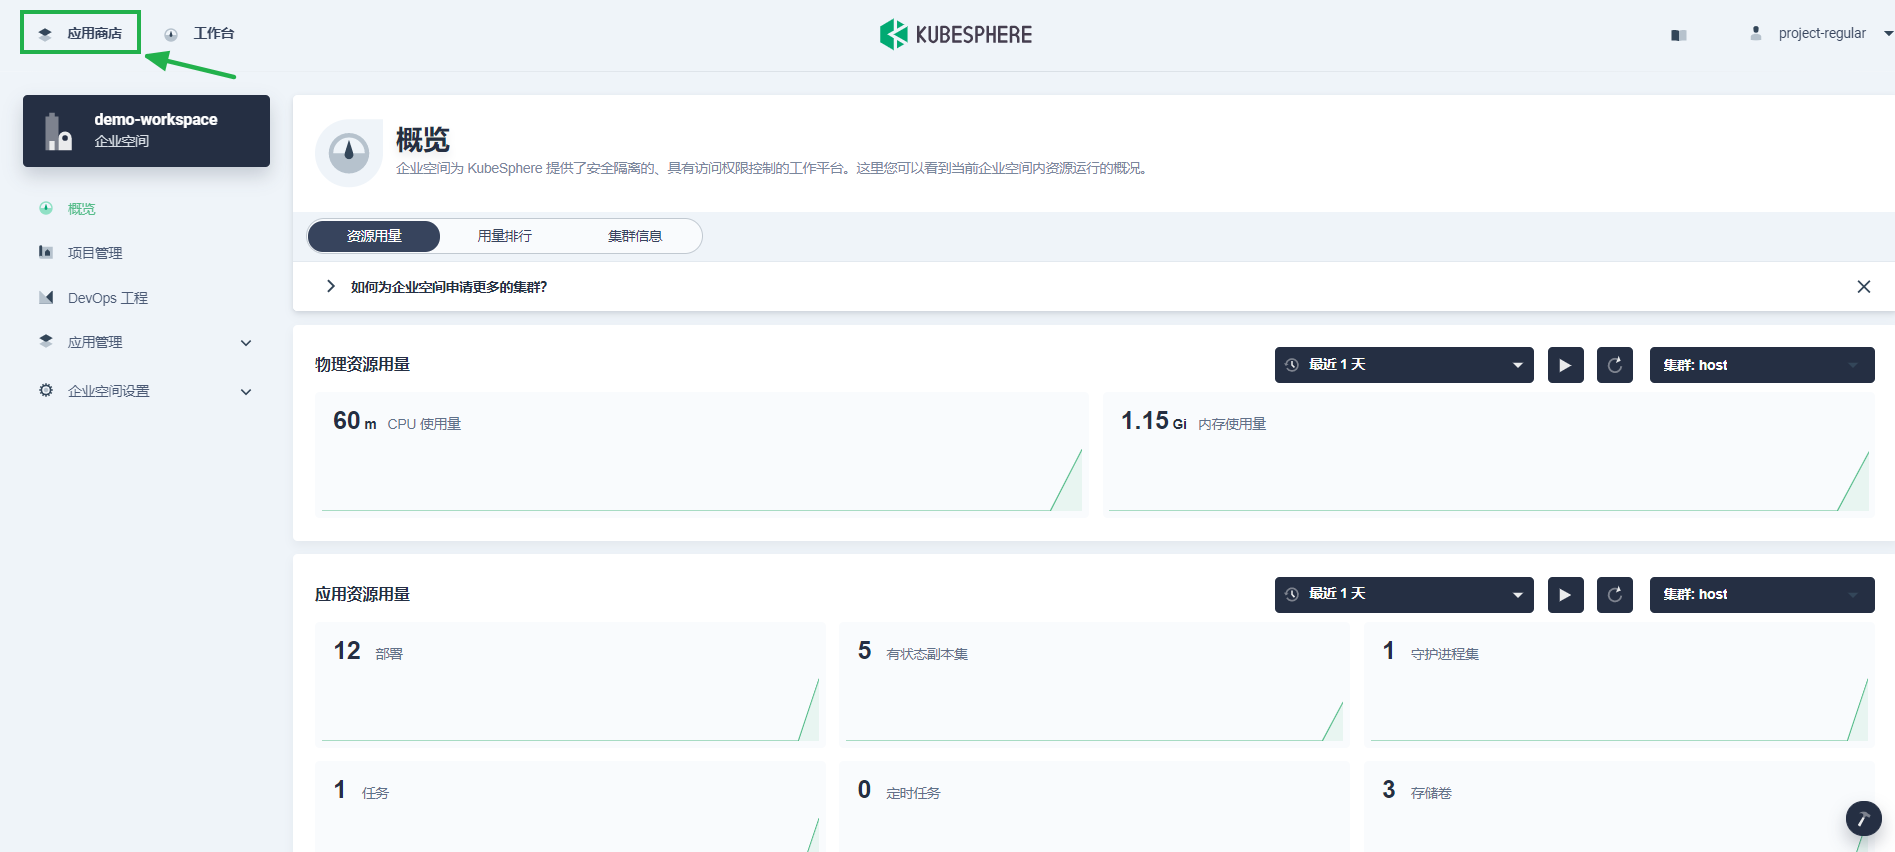 应用商店
工作台
KUBESPHERE
project-regular
demo-workspace
企业空间
概览
项目管理
DevOps 工程
应用管理
企业空间设置
概览
企业空间为 KubeSphere 提供了安全隔离的、具有访问权限控制的工作平台。这里您可以看到当前企业空间内资源运行的概况。
资源用量
用量排行
集群信息
如何为企业空间申请更多的集群?
物理资源用量
最近 1 天
集群: host
60 m CPU 使用量
1.15 Gi 内存使用量
应用资源用量
最近 1 天
集群: host
12 部署
5 有状态副本集
1 守护进程集
1 任务
0 定时任务
3 存储卷